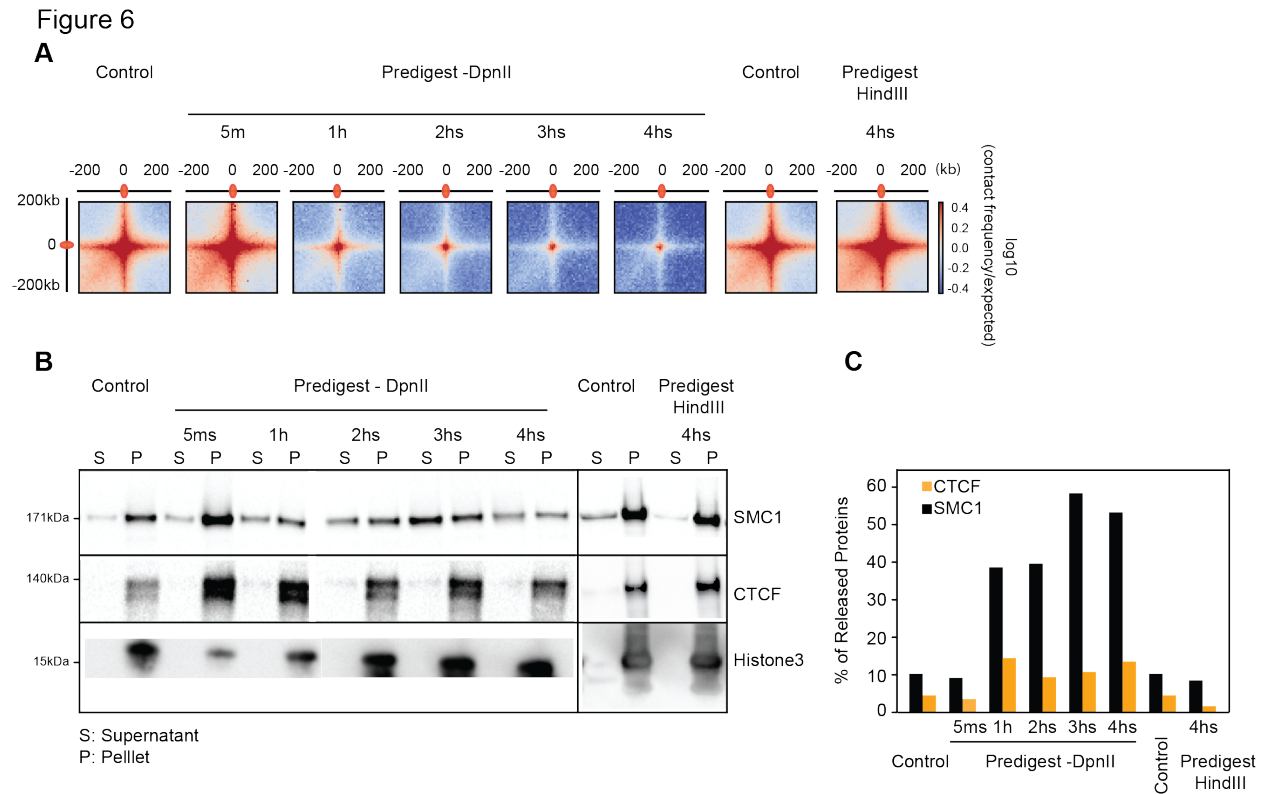 Figure 6
A
Control
Predigest -DpnII
Control
Predigest
HindIII
5m
1h
2hs
3hs
4hs
4hs
-200 0 200 -200 0 200 -200 0 200 -200 0 200 -200 0 200 -200 0 200 -200 0 200 -200 0 200 (kb)
200kb
0
-200kb
0.4
0.2
0.0
-0.2
-0.4
log10
(contact frequency/expected)
B
Control
Predigest - DpnII
Control
Predigest
HindIII
5ms
1h
2hs
3hs
4hs
4hs
S P S P S P S P S P S P S P S P
171kDa
SMC1
140kDa
CTCF
15kDa
Histone3
S: Supernatant
P: Pelllet
C
% of Released Proteins
60
50
40
30
20
10
0
CTCF
SMC1
5ms 1h 2hs 3hs 4hs 4hs
Control
Predigest -DpnII
Control
Predigest
HindIII